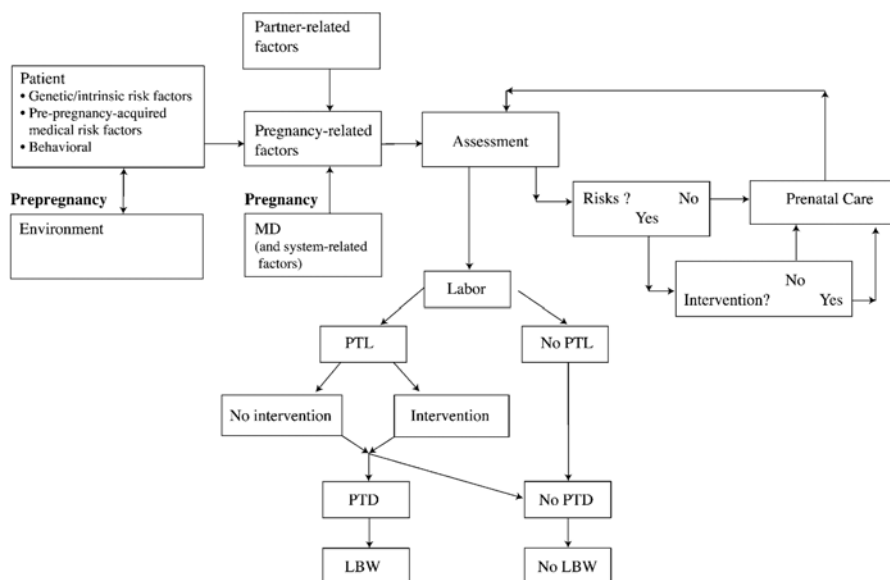 Partner-related
factors
Patient
• Genetic/intrinsic risk factors
• Pre-pregnancy-acquired
medical risk factors
• Behavioral
Pregnancy-related
factors
Assessment
Prepregnancy
Pregnancy
Environment
MD
(and system-related
factors)
Risks ? No
Yes
Prenatal Care
No
Intervention? Yes
Labor
PTL
No PTL
No intervention
Intervention
PTD
No PTD
LBW
No LBW